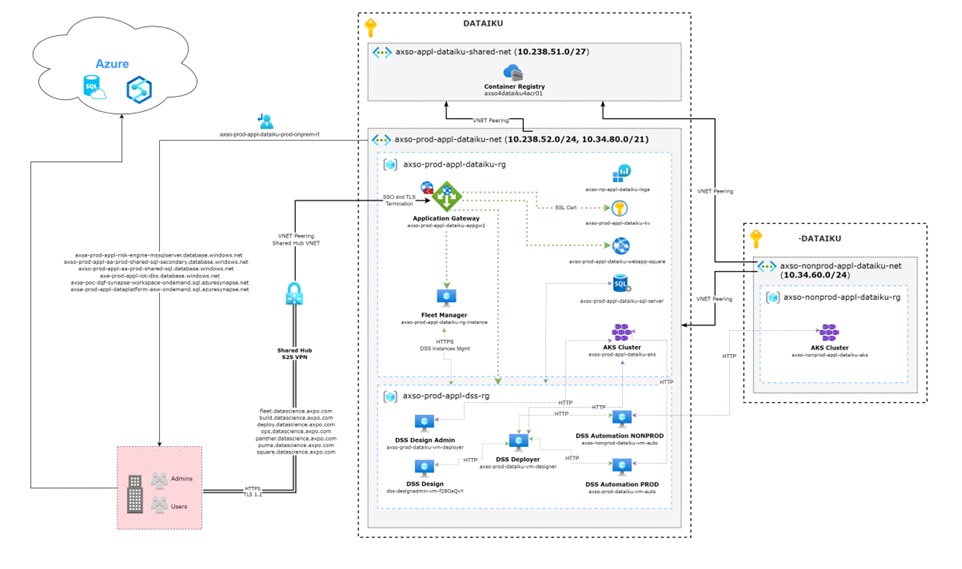 DATAIKU
axso-appl-dataiku-shared-net (10.238.51.0/27)
Container Registry
axso4dataiku4acr01
Azure
SQL
VNET Peering
axso-prod-appl-dataiku-prod-onprem-rt
axso-prod-appl-dataiku-net (10.238.52.0/24, 10.34.80.0/21)
axso-prod-appl-dataiku-rg
axso-np-appl-dataiku-loga
SSO and TLS
Termination
SSL Cert
Application Gateway
axso-prod-appl-dataiku-appgw1
axso-prod-appl-dataiku-kv
VNET Peering
Shared Hub VNET
axso-prod-appl-dataiku-webapp-square
axsa-prod-appl-risk-engine-mssqlserver.database.windows.net
axso-prod-appl-aa-prod-shared-sql-secondary.database.windows.net
axso-prod-appl-aa-prod-shared-sql.database.windows.net
axe-prod-appl-iot-dbs.database.windows.net
axsa-poc-dqf-synapse-workspace-ondemand.sql.azuresynapse.net
axe-prod-appl-dataplatform-asw-ondemand.sql.azuresynapse.net
SQL
axso-prod-appl-dataiku-sql-server
Fleet Manager
axso-prod-appl-dataiku-rg-instance
HTTPS
DSS Instances Mgmt
AKS Cluster
axso-prod-appl-dataiku-aks
Shared Hub
S2S VPN
VNET Peering
VNET Peering
-DATAIKU
axso-nonprod-appl-dataiku-net
(10.34.60.0/24)
axso-nonprod-appl-dataiku-rg
AKS Cluster
axso-nonprod-appl-dataiku-aks
HTTP
HTTP
axso-prod-appl-dss-rg
HTTP
HTTP
HTTP
fleet.datascience.axpo.com
build.datascience.axpo.com
deploy.datascience.axpo.com
ops.datascience.axpo.com
panther.datascience.axpo.com
puma.datascience.axpo.com
square.datascience.axpo.com
DSS Design Admin
axso-prod-dataiku-vm-deployer
DSS Automation NONPROD
axso-nonprod-dataiku-vm-auto
HTTP
DSS Deployer
axso-prod-dataiku-vm-designer
HTTP
DSS Design
dss-designadmin-vm-f28OaQvY
DSS Automation PROD
axso-prod-dataiku-vm-auto
Admins
Users
HTTPS
TLS 1.2